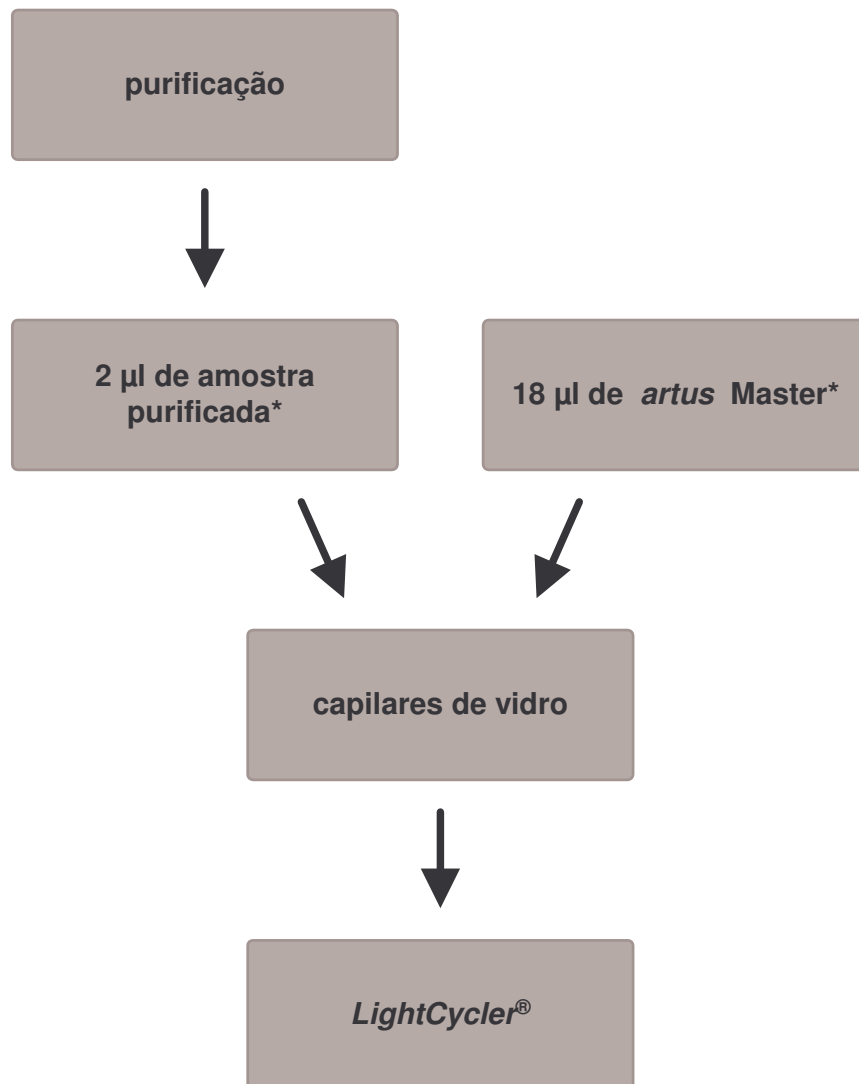 purificação
2 µl de amostra
purificada*
18 µl de artus Master*
capilares de vidro
LightCycler®